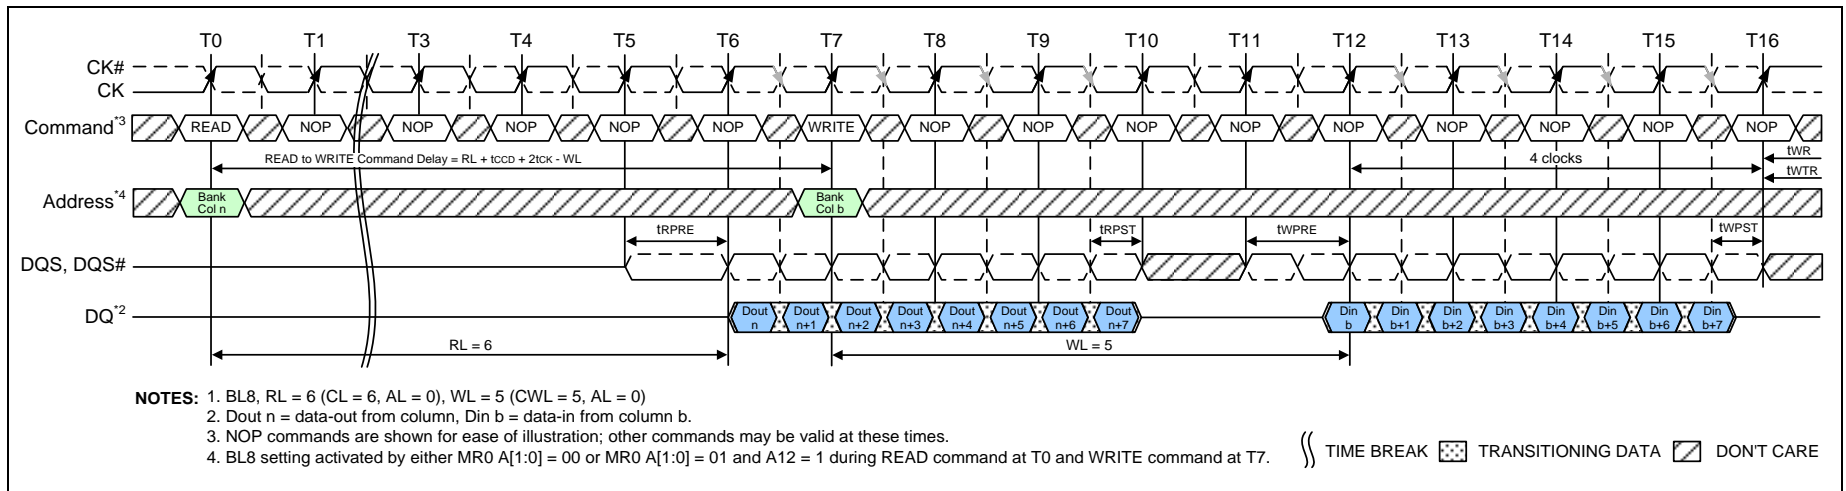 T0 T1 T3 T4 T5 T6 T7 T8 T9 T10 T11 T12 T13 T14 T15 T16
CK#
CK
Command*3 READ NOP NOP NOP NOP NOP WRITE NOP NOP NOP NOP NOP NOP NOP NOP NOP
READ to WRITE Command Delay = RL + tCCD + 2tCK - WL
4 clocks
tWR
tWTR
Address*4
Bank Col n
Bank Col b
tRPRE tRPST tWPRE tWPST
DQS, DQS#
DQ*2
Dout n
Dout n+1
Dout n+2
Dout n+3
Dout n+4
Dout n+5
Dout n+6
Dout n+7
Din b
Din b+1
Din b+2
Din b+3
Din b+4
Din b+5
Din b+6
Din b+7
RL = 6
WL = 5
NOTES: 1. BL8, RL = 6 (CL = 6, AL = 0), WL = 5 (CWL = 5, AL = 0)
2. Dout n = data-out from column, Din b = data-in from column b.
3. NOP commands are shown for ease of illustration; other commands may be valid at these times.
4. BL8 setting activated by either MR0 A[1:0] = 00 or MR0 A[1:0] = 01 and A12 = 1 during READ command at T0 and WRITE command at T7.
TIME BREAK TRANSITIONING DATA DON'T CARE